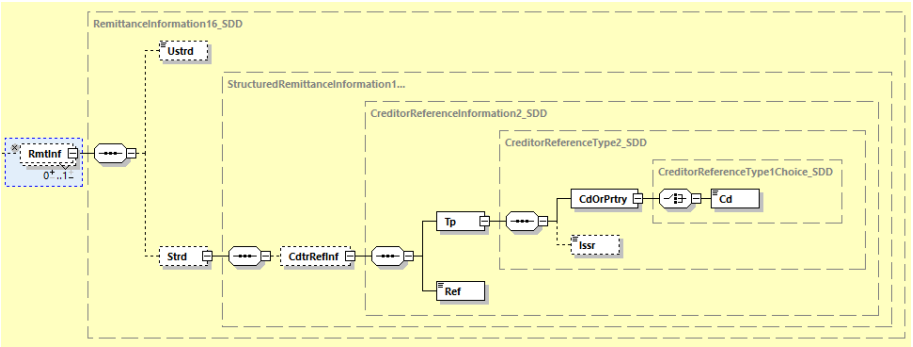 RemittanceInformation16_SDD
Ustrd
StructuredRemittanceInformation1...
CreditorReferenceInformation2_SDD
CreditorReferenceType2_SDD
RmtInf
0..1
CreditorReferenceType1Choice_SDD
CdOrPrtry
Cd
Tp
Issr
Strd
CdtrRefInf
Ref